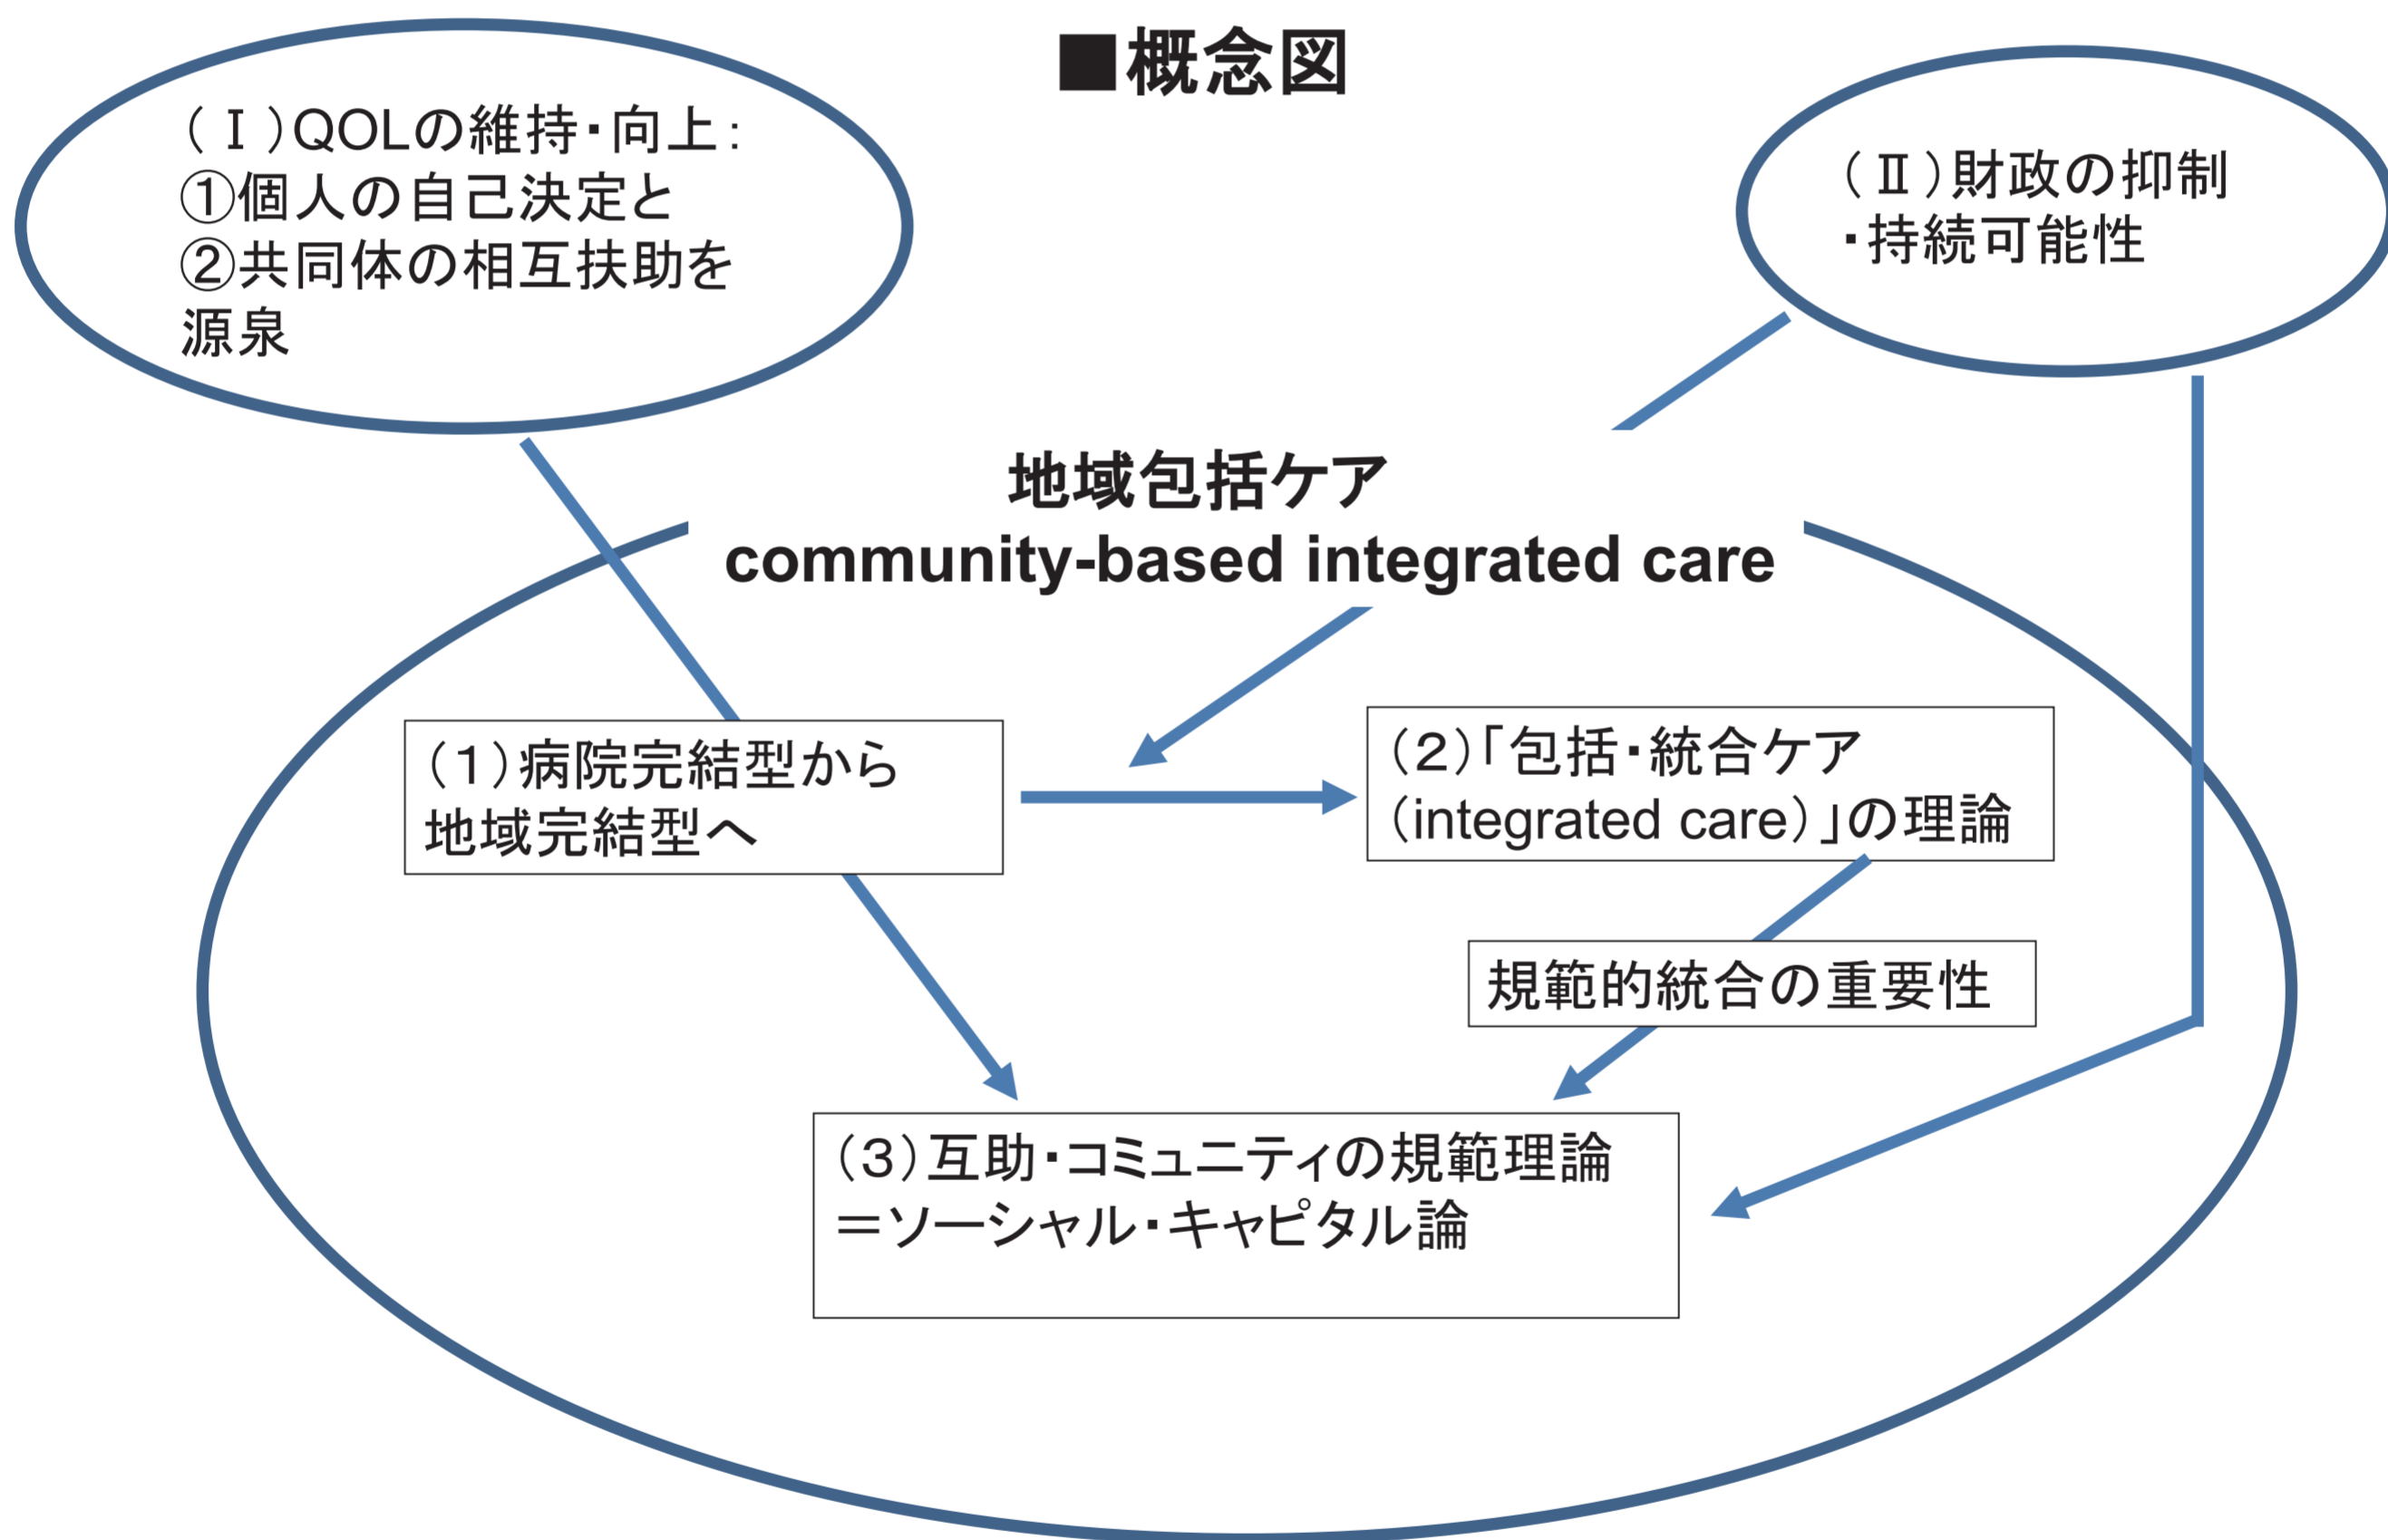 ■概念図
（Ⅰ）QOLの維持・向上：
①個人の自己決定と
②共同体の相互扶助を
源泉
（Ⅱ）財政の抑制
・持続可能性
地域包括ケア
community-based integrated care
（１）病院完結型から
地域完結型へ
（２）「包括・統合ケア
（integrated care）」の理論
規範的統合の重要性
（３）互助・コミュニティの規範理論
＝ソーシャル・キャピタル論